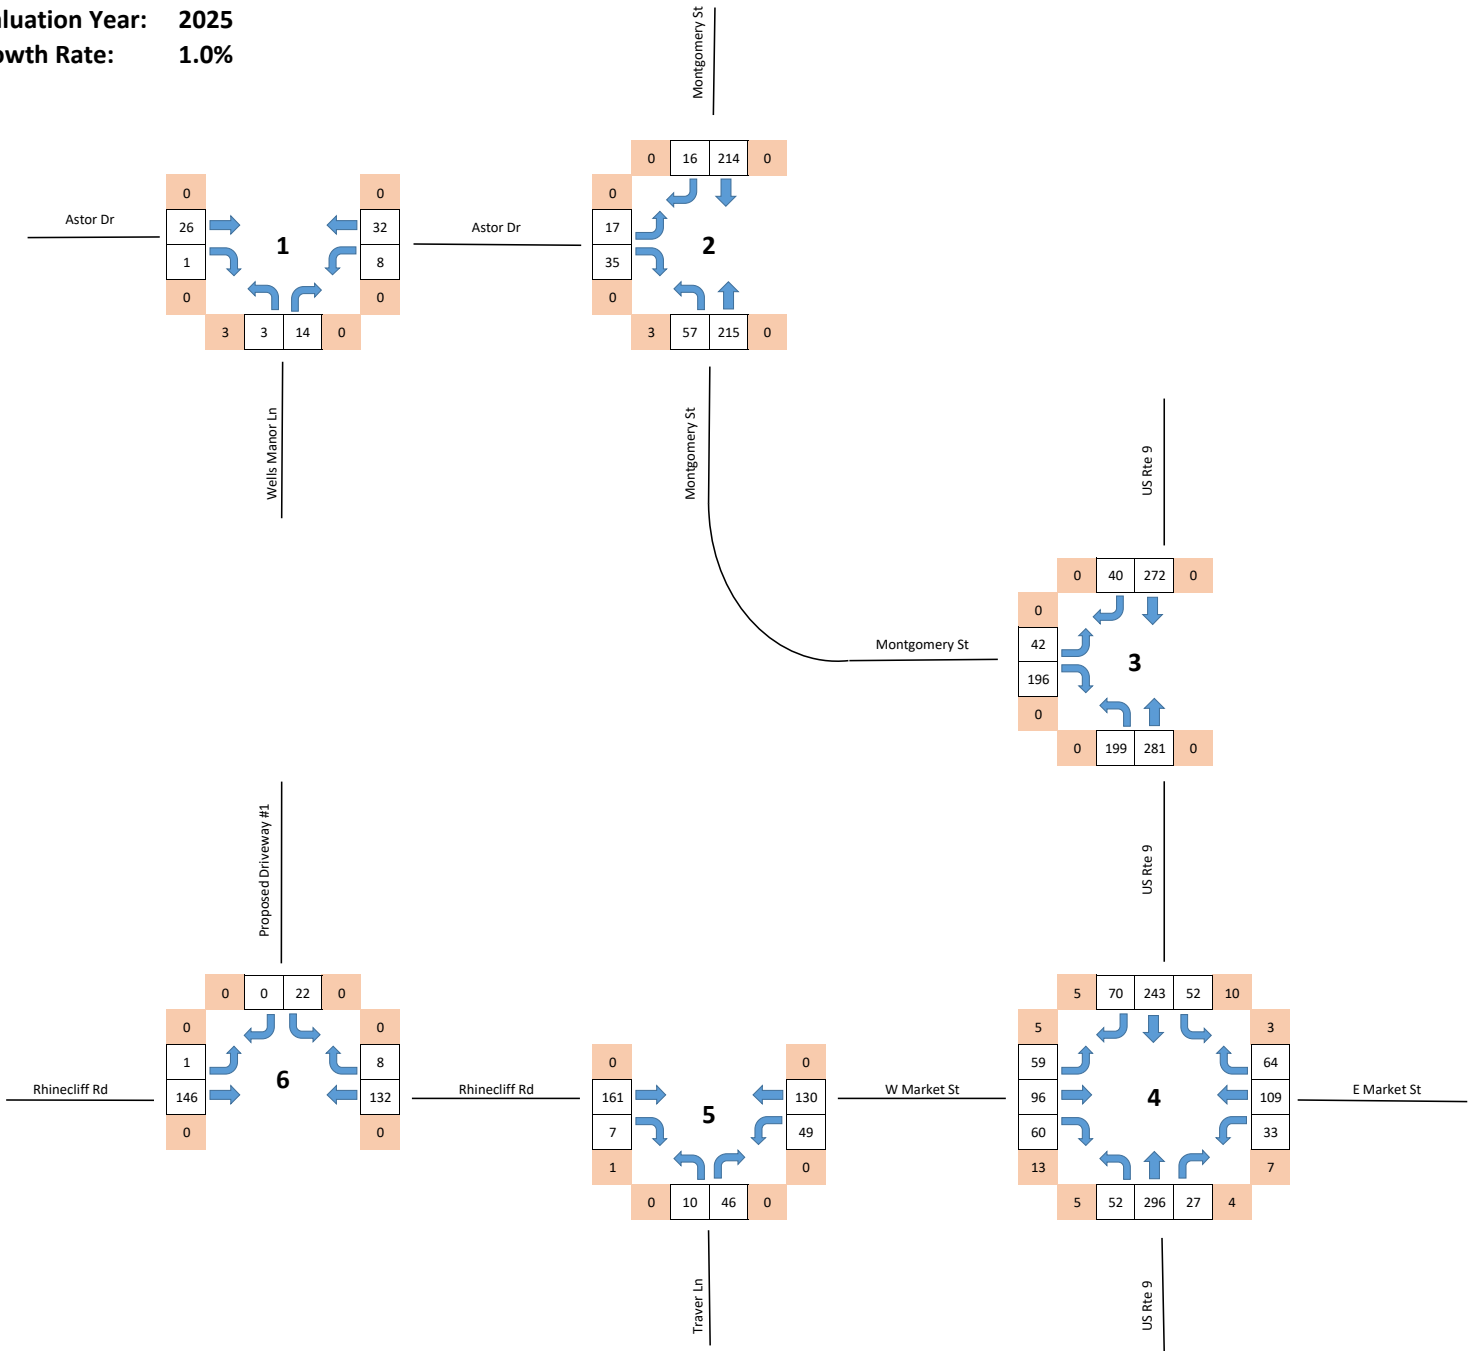 luation Year: 2025
owth Rate: 1.0%
Montgomery St
0 16 214 0
0
17
35
0
2
3 57 215 0
Astor Dr
0
26
1
0
1
0
32
8
0
3 3 14 0
Astor Dr
Wells Manor Ln
Montgomery St
US Rte 9
0 40 272 0
0
42
196
0
3
0 199 281 0
Montgomery St
Proposed Driveway #1
US Rte 9
0 0 22 0
0
1
146
0
6
0
8
132
0
Rhinecliff Rd
Rhinecliff Rd
0
161
7
1
5
0
130
49
0
0 10 46 0
W Market St
5 70 243 52 10
5
59
96
60
13
4
3
64
109
33
7
5 52 296 27 4
E Market St
Traver Ln
US Rte 9